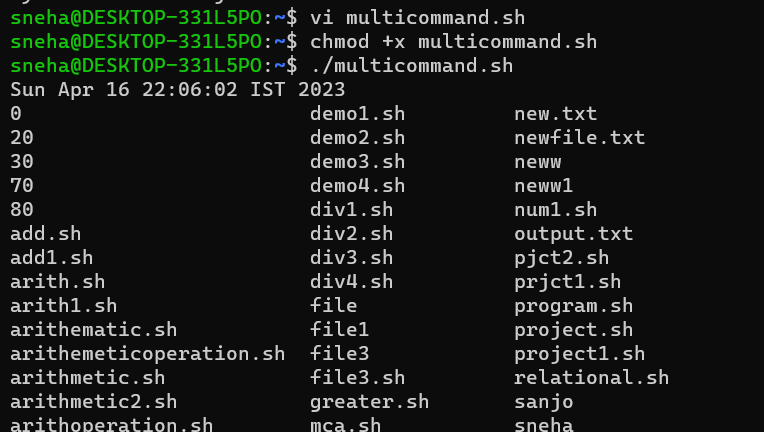 sneha@DESKTOP-331L5PO:~$ vi multicommand.sh
sneha@DESKTOP-331L5PO:~$ chmod +x multicommand.sh
sneha@DESKTOP-331L5PO:~$ ./multicommand.sh
Sun Apr 16 22:06:02 IST 2023
0 demo1.sh new.txt
20 demo2.sh newfile.txt
30 demo3.sh neww
70 demo4.sh neww1
80 div1.sh num1.sh
add.sh div2.sh output.txt
add1.sh div3.sh pjct2.sh
arith.sh div4.sh prjct1.sh
arith1.sh file program.sh
arithematic.sh file1 project.sh
arithemeticoperation.sh file3 project1.sh
arithmetic.sh file3.sh relational.sh
arithmetic2.sh greater.sh sanjo
arithoperation.sh mca.sh sneha